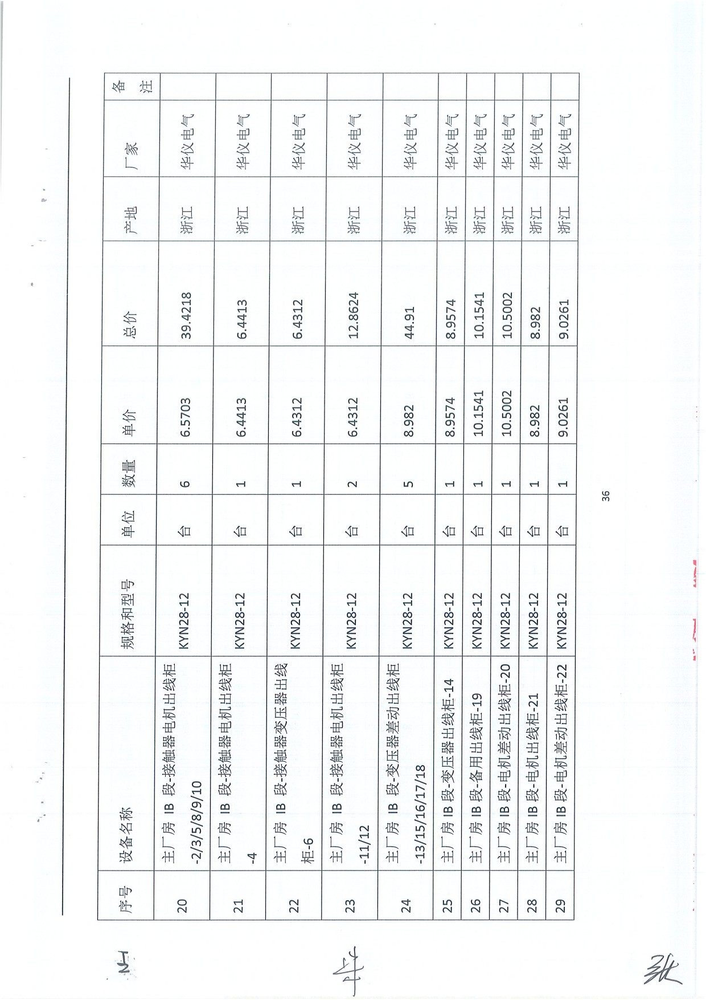 序号 设备名称 规格和型号 单位 数量 单价 总价 产地 厂家 备注
20 主厂房 IB 段-接触器电机出线柜 KYN28-12 台 6 6.5703 39.4218 浙江 华仪电气
-2/3/5/8/9/10
21 主厂房 IB 段-接触器电机出线柜 KYN28-12 台 1 6.4413 6.4413 浙江 华仪电气
-4
22 主厂房 IB 段-接触器变压器出线 KYN28-12 台 1 6.4312 6.4312 浙江 华仪电气
柜-6
23 主厂房 IB 段-接触器电机出线柜 KYN28-12 台 2 6.4312 12.8624 浙江 华仪电气
-11/12
24 主厂房 IB 段-变压器差动出线柜 KYN28-12 台 5 8.982 44.91 浙江 华仪电气
-13/15/16/17/18
25 主厂房 IB 段-变压器出线柜-14 KYN28-12 台 1 8.9574 8.9574 浙江 华仪电气
26 主厂房 IB 段-备用出线柜-19 KYN28-12 台 1 10.1541 10.1541 浙江 华仪电气
27 主厂房 IB 段-电机差动出线柜-20 KYN28-12 台 1 10.5002 10.5002 浙江 华仪电气
28 主厂房 IB 段-电机出线柜-21 KYN28-12 台 1 8.982 8.982 浙江 华仪电气
29 主厂房 IB 段-电机差动出线柜-22 KYN28-12 台 1 9.0261 9.0261 浙江 华仪电气
36